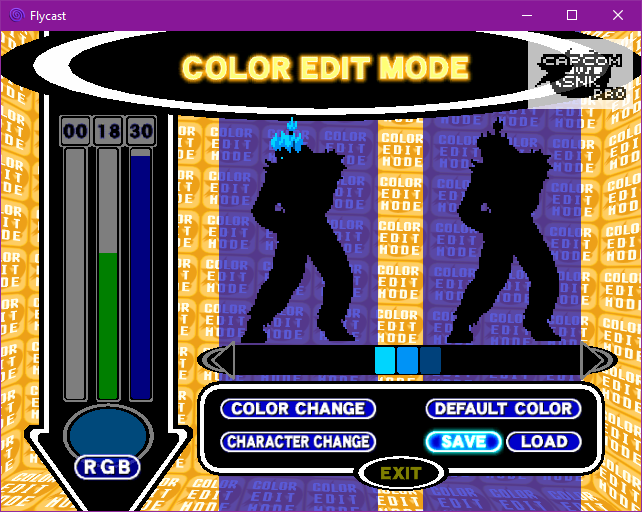 Flycast
COLOR EDIT MODE
CAPCOM
VS
SNK
PRO
00 18 30
COLOR CHANGE
DEFAULT COLOR
CHARACTER CHANGE
SAVE
LOAD
EXIT
RGB
COLOR
EDIT
MODE